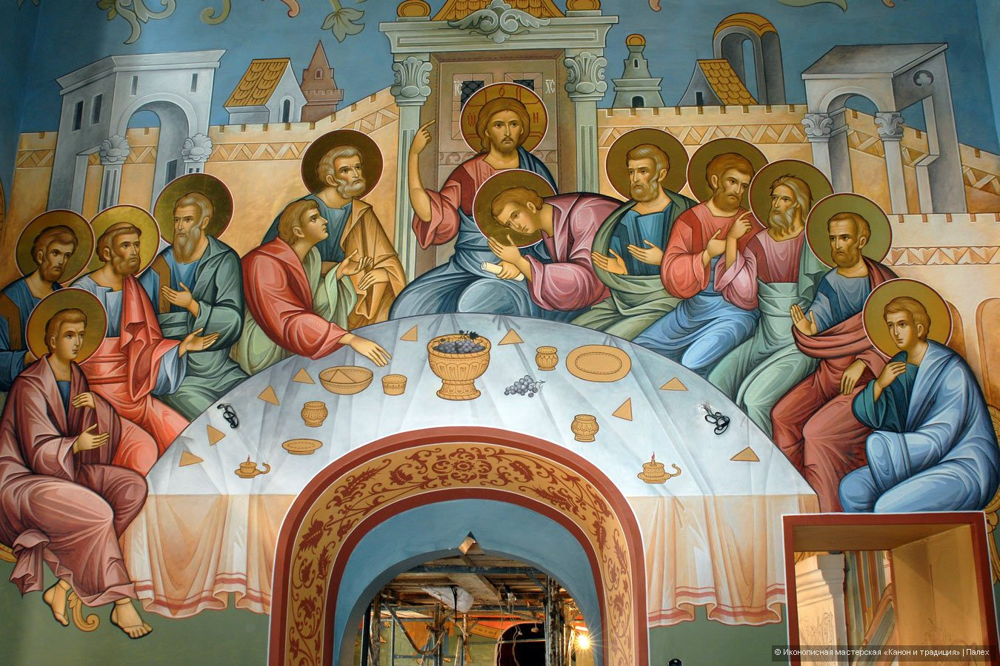 ІС ХС
Ѡ О Н
© Иконописная мастерская «Канон и традиция» | Палех